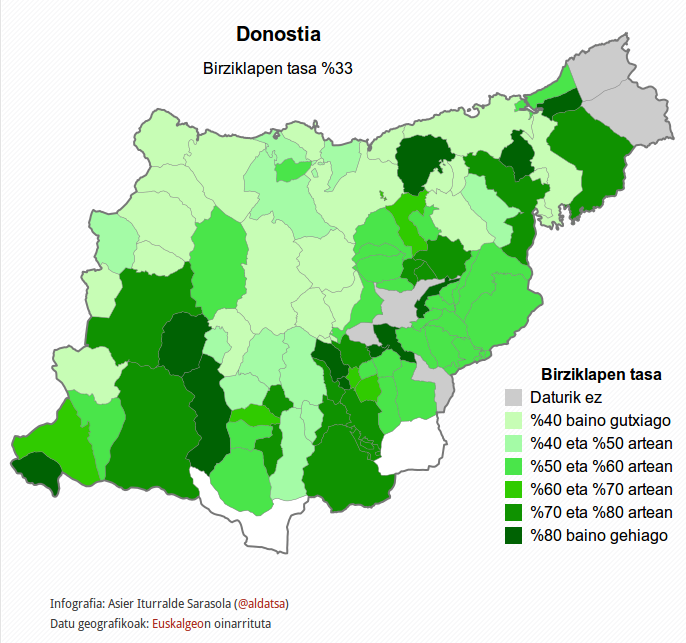 Donostia
Birziklapen tasa %33
Birziklapen tasa
Daturik ez
%40 baino gutxiago
%40 eta %50 artean
%50 eta %60 artean
%60 eta %70 artean
%70 eta %80 artean
%80 baino gehiago
Infografia: Asier Iturralde Sarasola (@aldatsa)
Datu geografikoak: Euskalgeon oinarrituta